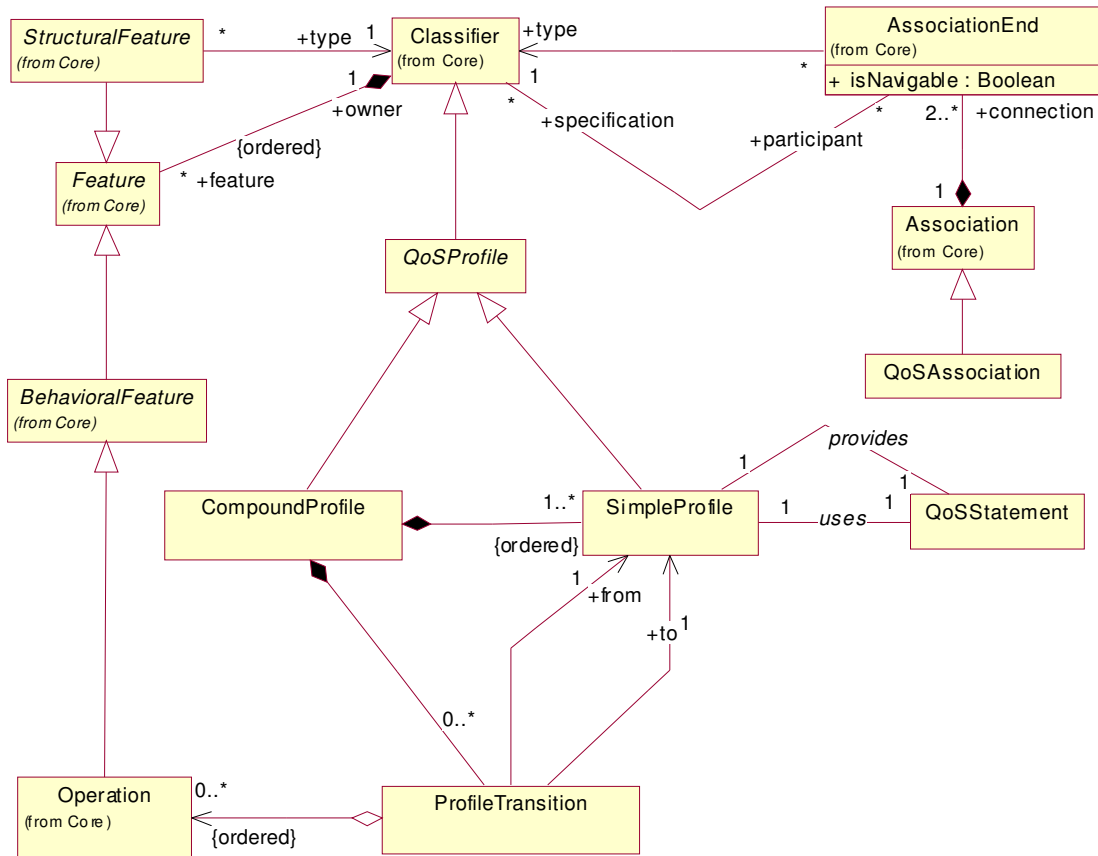 StructuralFeature
(from Core)
*
+type
1
Classifier
(from Core)
+type
1
*
AssociationEnd
(from Core)
+ isNavigable : Boolean
1
+owner
{ordered}
* +feature
*
+specification
+participant
*
2..*
+connection
Feature
(from Core)
1
Association
(from Core)
QoSProfile
QoSAssociation
BehavioralFeature
(from Core)
provides
1
1
CompoundProfile
1..*
{ordered}
SimpleProfile
1
uses
1
QoSStatement
1
+from
+to
1
0..*
Operation
(from Core)
0..*
{ordered}
ProfileTransition